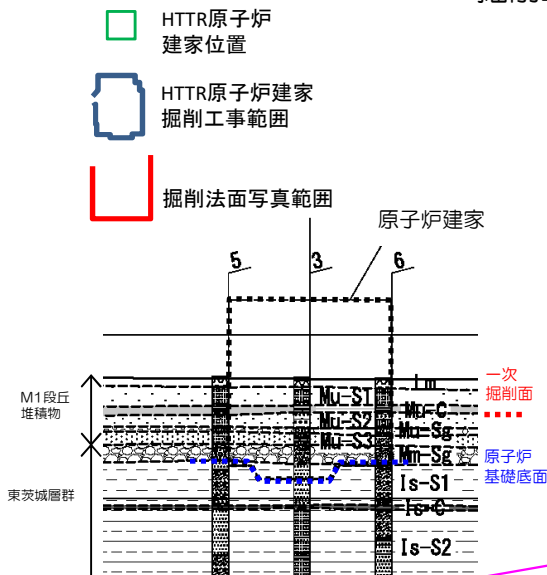 HTTR原子炉
建家位置
HTTR原子炉建家
掘削工事範囲
掘削法面写真範囲
原子炉建家
5
3
6
lm
Mu-S1
Mu-C
Mu-S2
Mu-Sg
Mu-S3
Mm-Sg
Is-S1
Is-C
Is-S2
M1段丘
堆積物
東茨城層群
一次
掘削面
原子炉
基礎底面